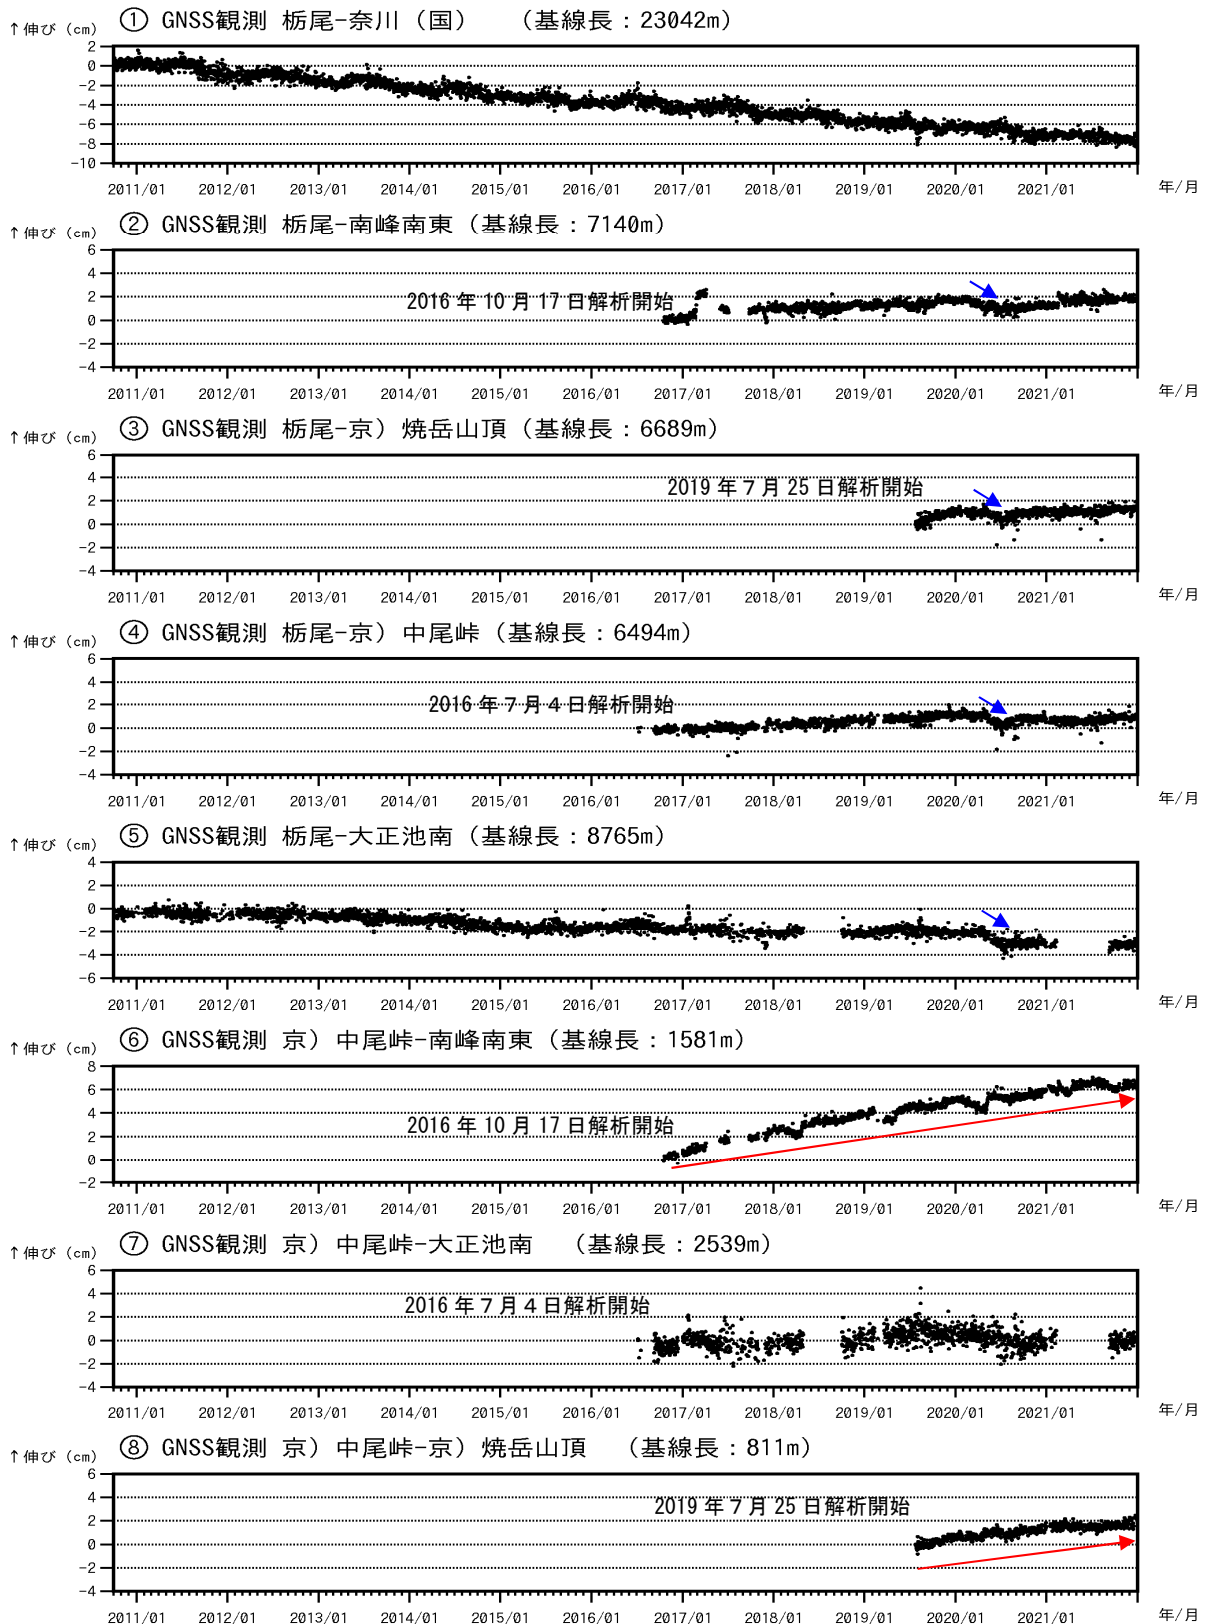 ① GNSS観測 栃尾-奈川（国） （基線長：23042m）
↑伸び（cm）
2
0
-2
-4
-6
-8
-10
2011/01 2012/01 2013/01 2014/01 2015/01 2016/01 2017/01 2018/01 2019/01 2020/01 2021/01 年/月
② GNSS観測 栃尾-南峰南東（基線長：7140m）
↑伸び（cm）
6
4
2
2016年10月17日解析開始
0
-2
-4
2011/01 2012/01 2013/01 2014/01 2015/01 2016/01 2017/01 2018/01 2019/01 2020/01 2021/01 年/月
③ GNSS観測 栃尾-京）焼岳山頂（基線長：6689m）
↑伸び（cm）
6
4
2019年７月25日解析開始
2
0
-2
-4
2011/01 2012/01 2013/01 2014/01 2015/01 2016/01 2017/01 2018/01 2019/01 2020/01 2021/01 年/月
④ GNSS観測 栃尾-京）中尾峠（基線長：6494m）
↑伸び（cm）
6
4
2
2016年７月４日解析開始
0
-2
-4
2011/01 2012/01 2013/01 2014/01 2015/01 2016/01 2017/01 2018/01 2019/01 2020/01 2021/01 年/月
⑤ GNSS観測 栃尾-大正池南（基線長：8765m）
↑伸び（cm）
4
2
0
-2
-4
-6
2011/01 2012/01 2013/01 2014/01 2015/01 2016/01 2017/01 2018/01 2019/01 2020/01 2021/01 年/月
⑥ GNSS観測 京）中尾峠-南峰南東（基線長：1581m）
↑伸び（cm）
8
6
4
2016年10月17日解析開始
2
0
-2
2011/01 2012/01 2013/01 2014/01 2015/01 2016/01 2017/01 2018/01 2019/01 2020/01 2021/01 年/月
⑦ GNSS観測 京）中尾峠-大正池南 （基線長：2539m）
↑伸び（cm）
6
4
2016年７月４日解析開始
2
0
-2
-4
2011/01 2012/01 2013/01 2014/01 2015/01 2016/01 2017/01 2018/01 2019/01 2020/01 2021/01 年/月
⑧ GNSS観測 京）中尾峠-京）焼岳山頂 （基線長：811m）
↑伸び（cm）
6
4
2019年７月25日解析開始
2
0
-2
-4
2011/01 2012/01 2013/01 2014/01 2015/01 2016/01 2017/01 2018/01 2019/01 2020/01 2021/01 年/月